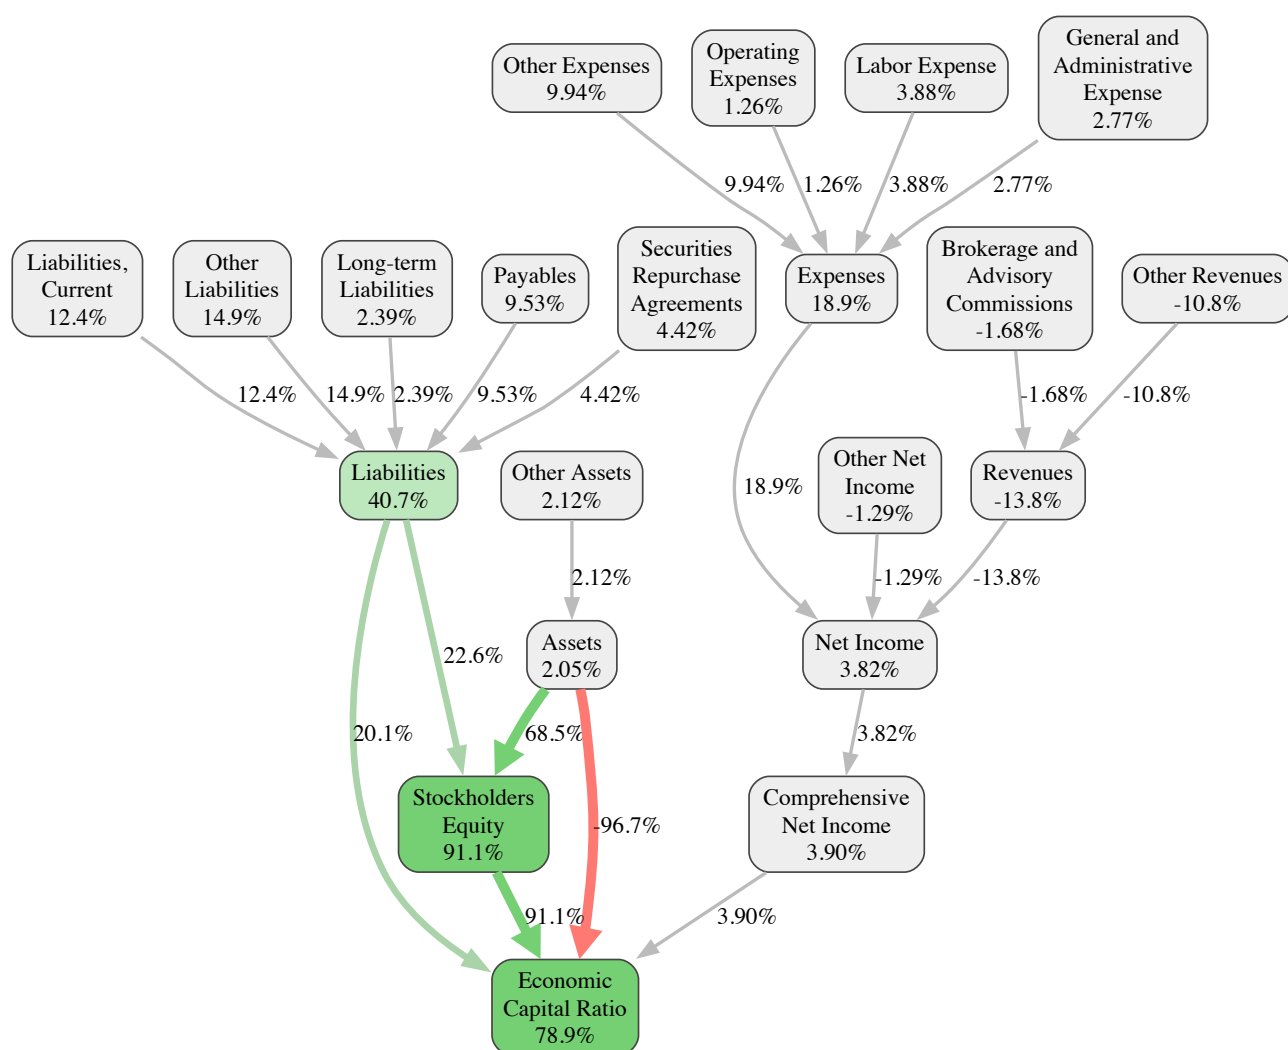 Other Expenses
9.94%
Operating
Expenses
1.26%
Labor Expense
3.88%
General and
Administrative
Expense
2.77%
9.94%
1.26%
3.88%
2.77%
Liabilities,
Current
12.4%
Other
Liabilities
14.9%
Long-term
Liabilities
2.39%
Payables
9.53%
Securities
Repurchase
Agreements
4.42%
Expenses
18.9%
Brokerage and
Advisory
Commissions
-1.68%
Other Revenues
-10.8%
12.4%
14.9%
2.39%
9.53%
4.42%
-1.68%
-10.8%
Liabilities
40.7%
Other Assets
2.12%
18.9%
Other Net
Income
-1.29%
Revenues
-13.8%
2.12%
-1.29%
-13.8%
22.6%
Assets
2.05%
Net Income
3.82%
20.1%
68.5%
3.82%
Stockholders
Equity
91.1%
-96.7%
Comprehensive
Net Income
3.90%
91.1%
3.90%
Economic
Capital Ratio
78.9%